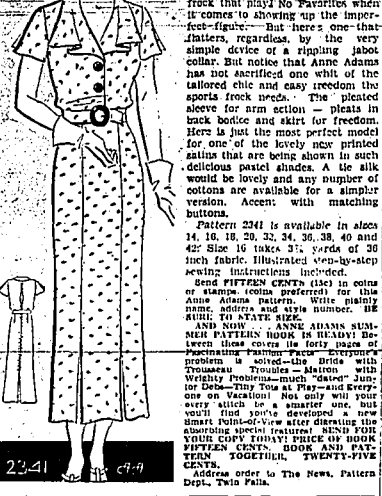 frock that play? No Favorites when
it comes to showing up the imper-
fect figure. But here's one that
flatters, regardless, by the very
simple device of a rippling jabot
collar. But notice that Anne Adams
has not sacrificed one whit of the
tailored chic and easy freedom the
sports frock needs. The pleated
sleeve for arm action — pleats in
back bodice and skirt for freedom.
Here is just the most perfect model
for one of the lovely new printed
satins that are being shown in such
delicious pastel shades. A tie silk
would be lovely and any number of
cottons are available for a simpler
version. Accent with matching
buttons.
Pattern 2341 is available in sizes
14, 16, 18, 20, 32, 34, 36, 38, 40 and
42. Size 16 takes yards of 36
inch fabric. Illustrated step-by-step
sewing instructions included.
Send FIFTEEN CENTS (15c) in coins
or stamps (coins preferred) for this
Anne Adams pattern. Write plainly
name, address and style number. BE
SURE TO STATE SIZE.
AND NOW . . . ANNE ADAMS SUM-
MER PATTERN BOOK IS READY! Be-
tween these covers its forty pages of
Fascinating Fashion Facts Everyone's
problem is solved—the Bride with
Trousseau Troubles — Matron with
Weighty Problems—much "dated" Jun-
ior Debs—Tiny Tots at Play—and Every-
one on Vacation! Not only will your
every stitch be a smarter one, but
you'll find you've developed a new
Smart Point-of-View after digesting the
absorbing special features! SEND FOR
YOUR COPY TODAY! PRICE OF BOOK
FIFTEEN CENTS. BOOK AND PAT-
TERN TOGETHER, TWENTY-FIVE
CENTS.
Address order to The News, Pattern
Dept., Twin Falls.
2341